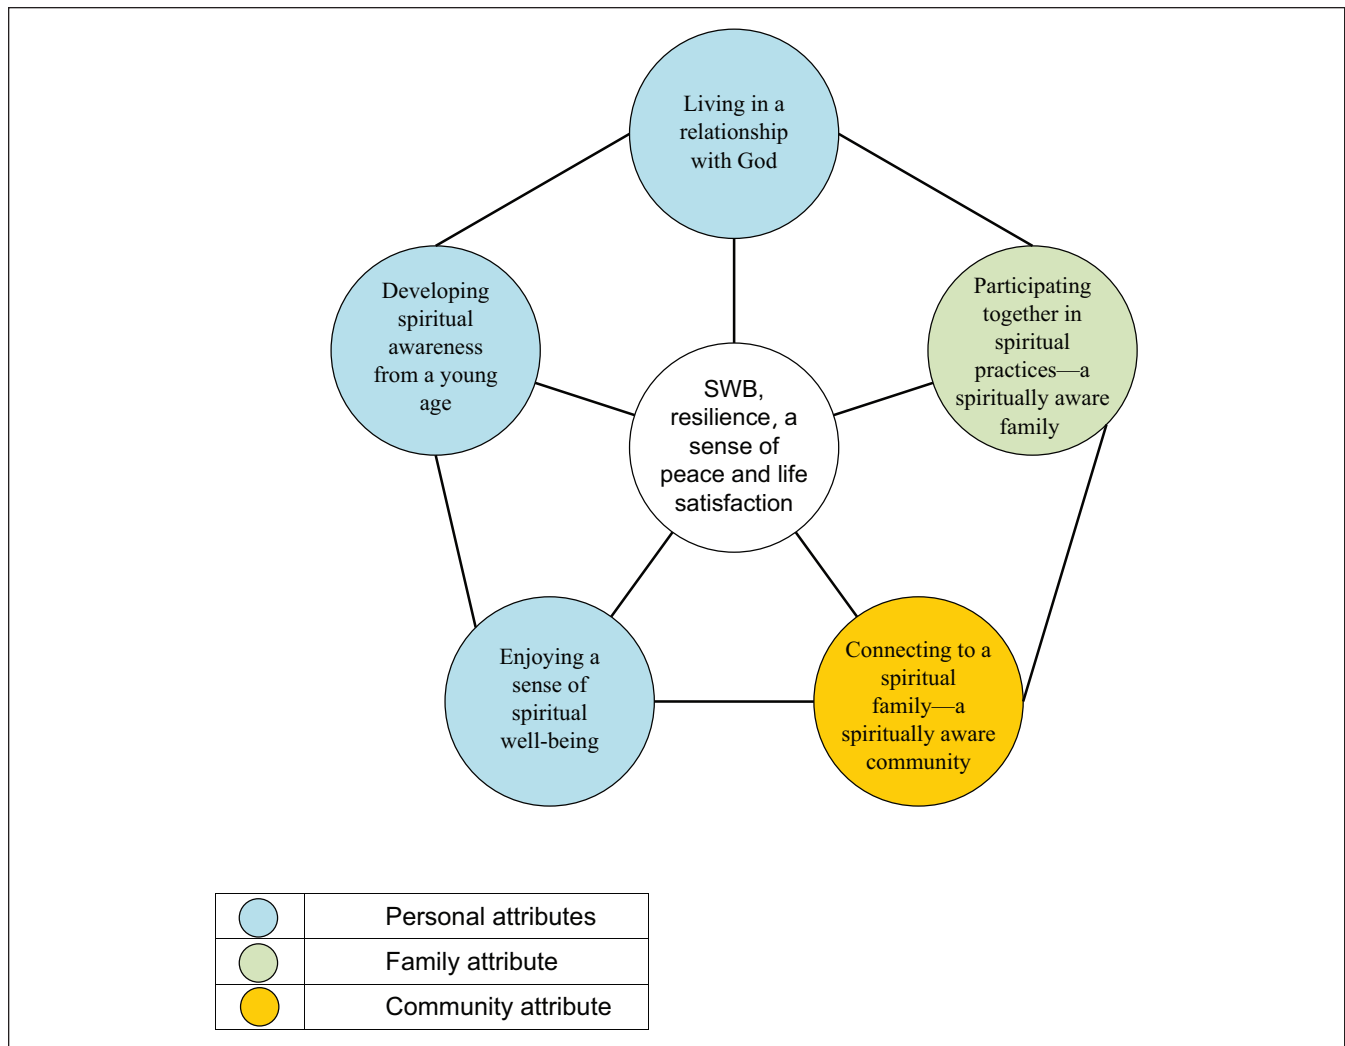 Living in a
relationship
with God
Developing
spiritual
awareness
from a young
age
Participating
together in
spiritual
practices—a
spiritually aware
family
SWB,
resilience, a
sense of
peace and life
satisfaction
Enjoying a
sense of
spiritual
well-being
Connecting to a
spiritual
family—a
spiritually aware
community
Personal attributes
Family attribute
Community attribute